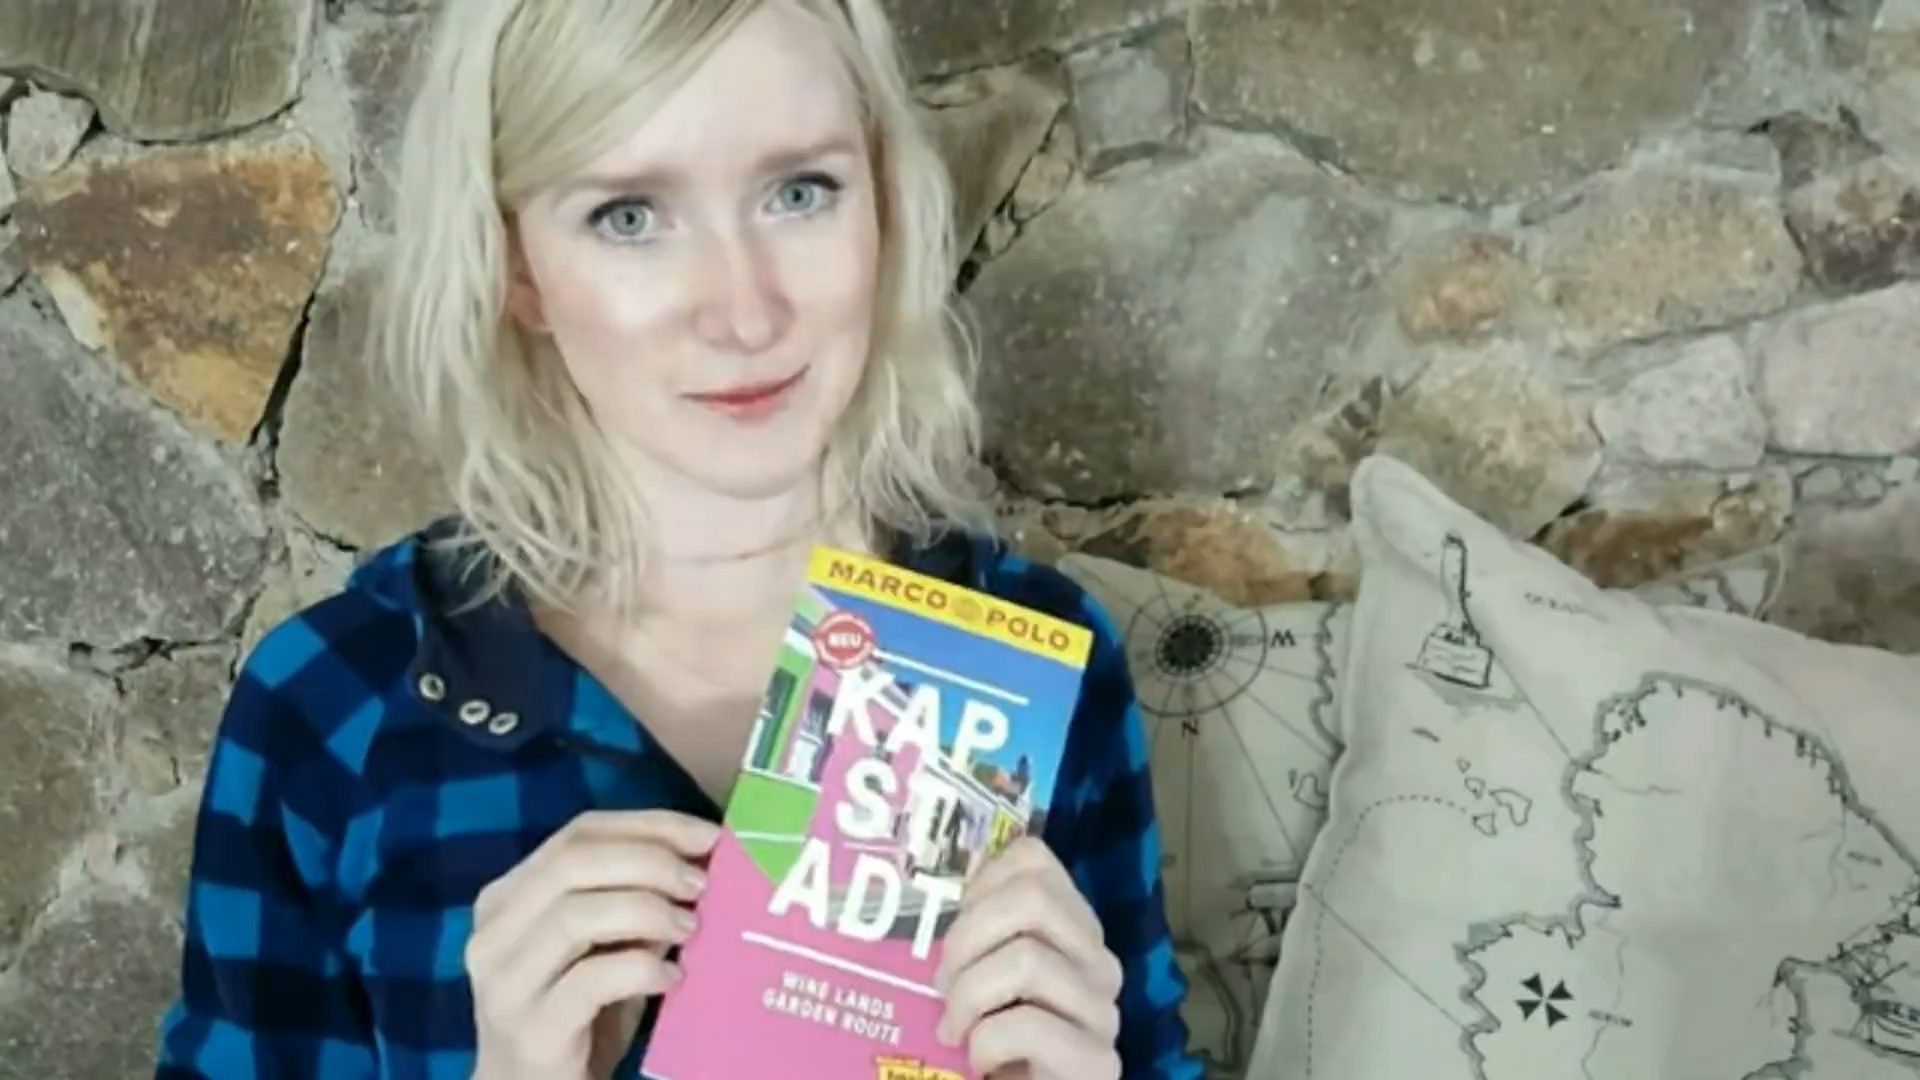 MARCO POLO
NEU
KAP
ST
ADT
WINE LANDS
GARDEN ROUTE
W
N